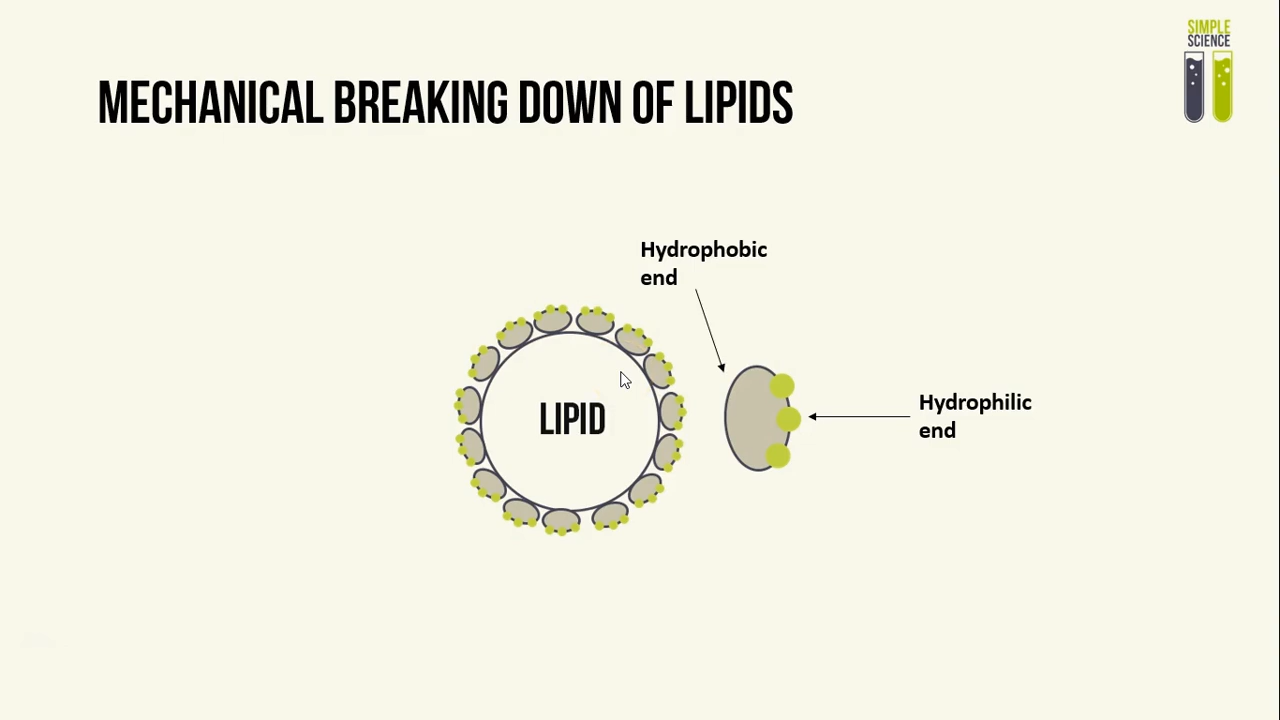 SIMPLE
SCIENCE
MECHANICAL BREAKING DOWN OF LIPIDS
Hydrophobic
end
LIPID
Hydrophilic
end